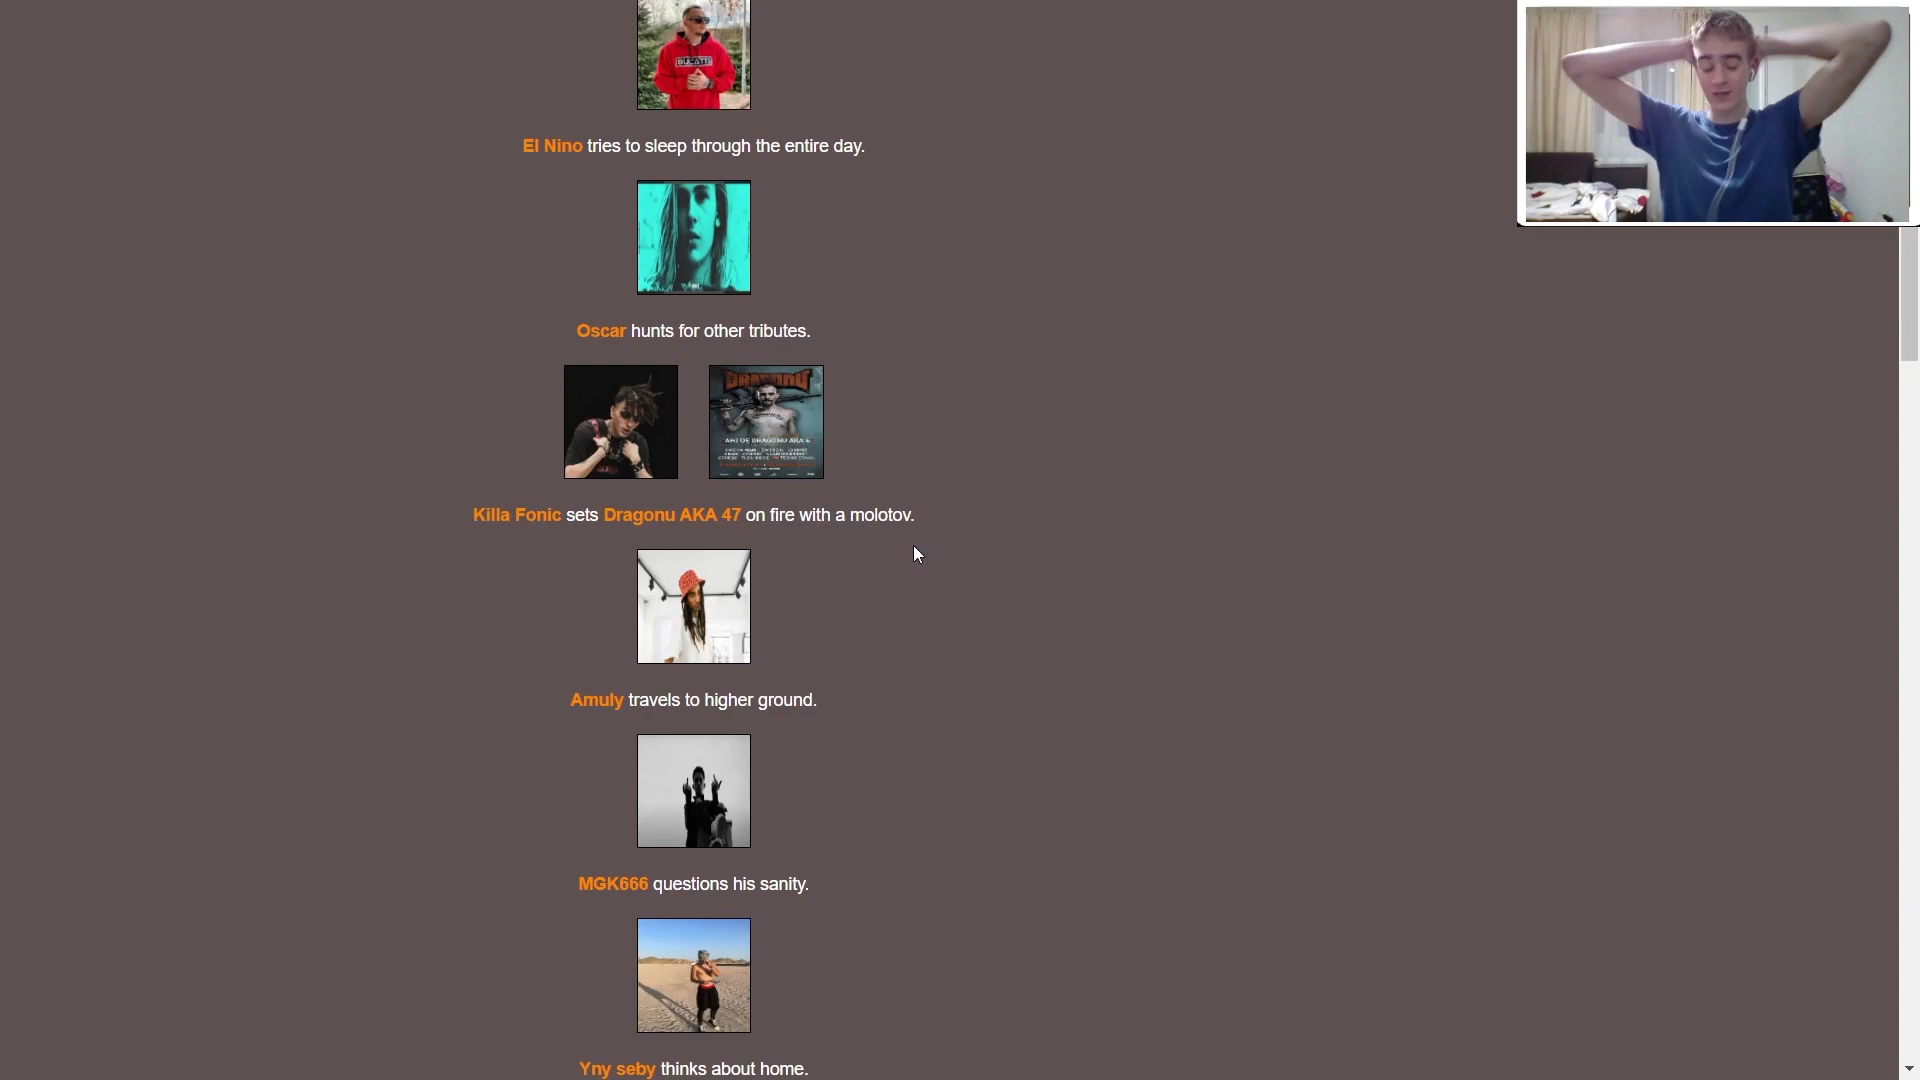 BUGATTI
El Nino tries to sleep through the entire day.
Oscar hunts for other tributes.
DRAGONU
Killa Fonic sets Dragonu AKA 47 on fire with a molotov.
Amuly travels to higher ground.
MGK666 questions his sanity.
Yny seby thinks about home.